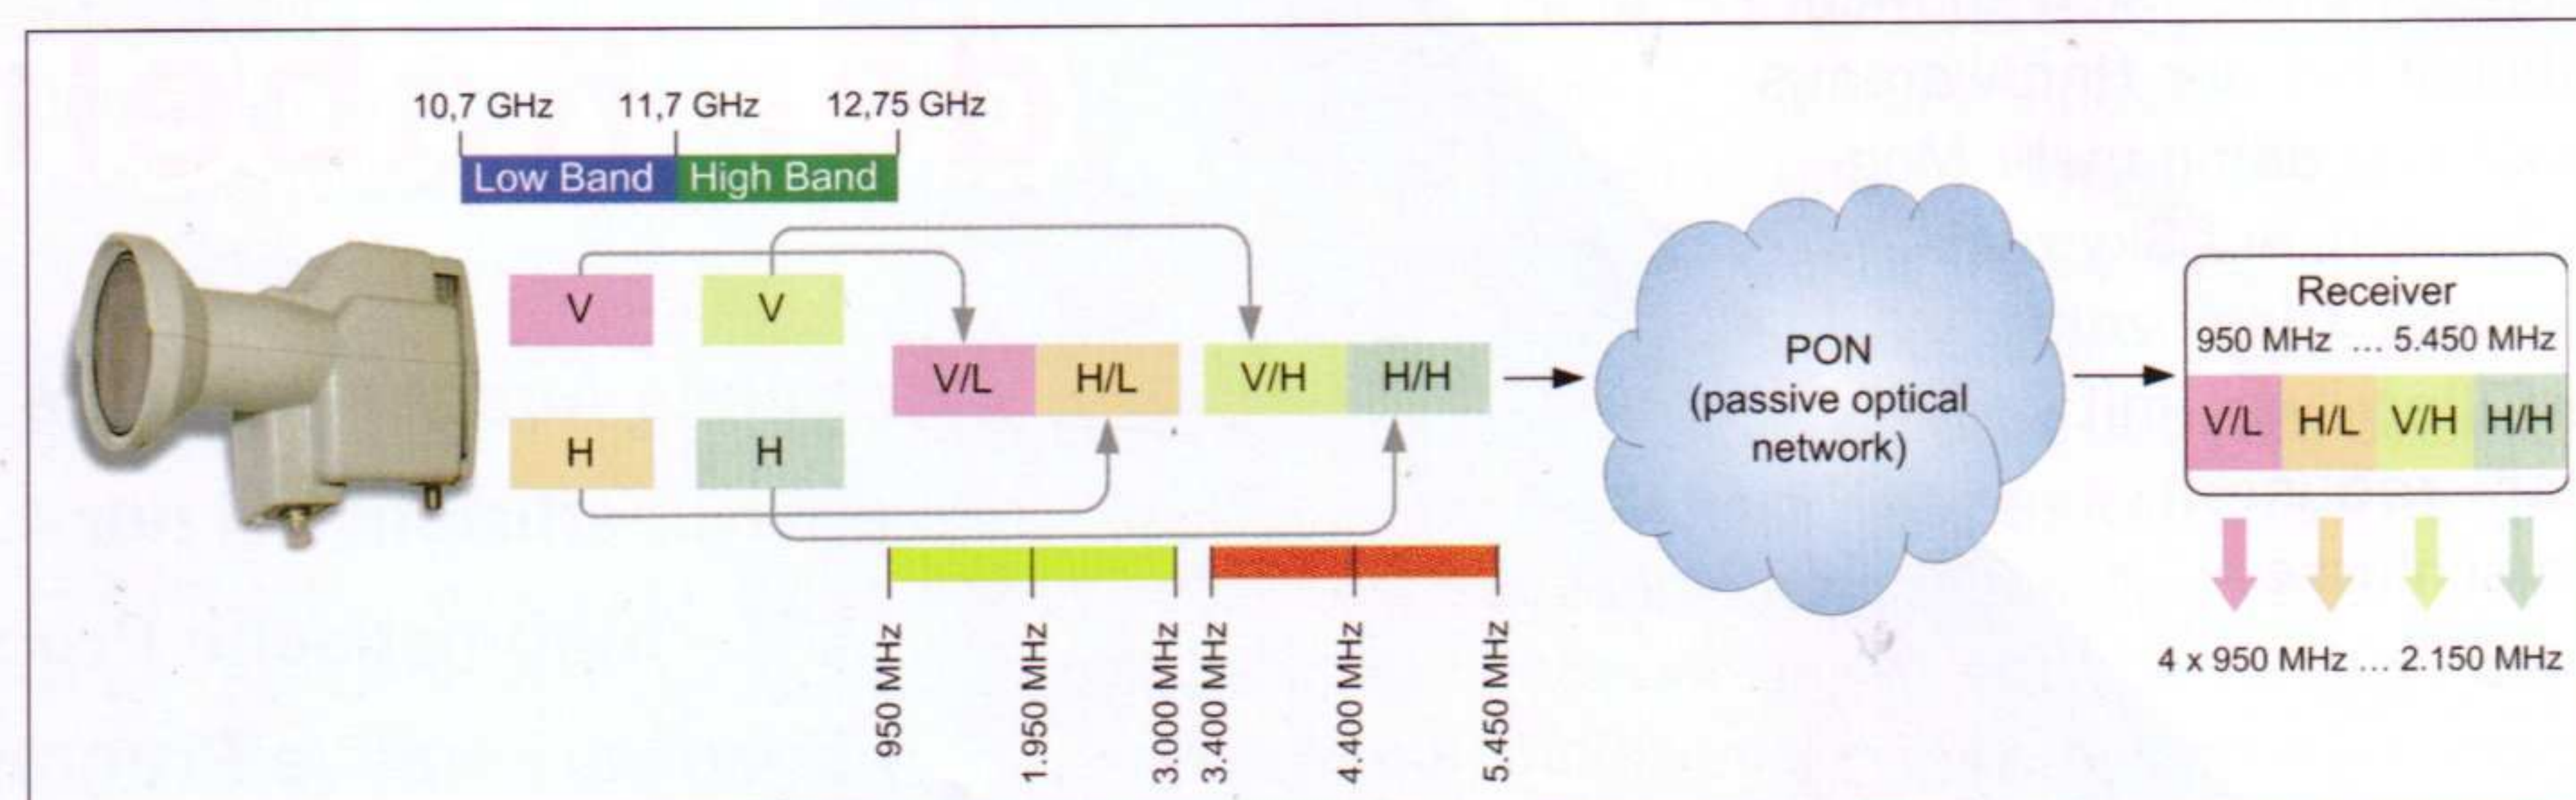 10,7 GHz 11,7 GHz 12,75 GHz
Low Band High Band
V V
H H
V/L H/L V/H H/H
950 MHz 1.950 MHz 3.000 MHz 3.400 MHz 4.400 MHz 5.450 MHz
PON
(passive optical
network)
Receiver
950 MHz ... 5.450 MHz
V/L H/L V/H H/H
4 x 950 MHz ... 2.150 MHz